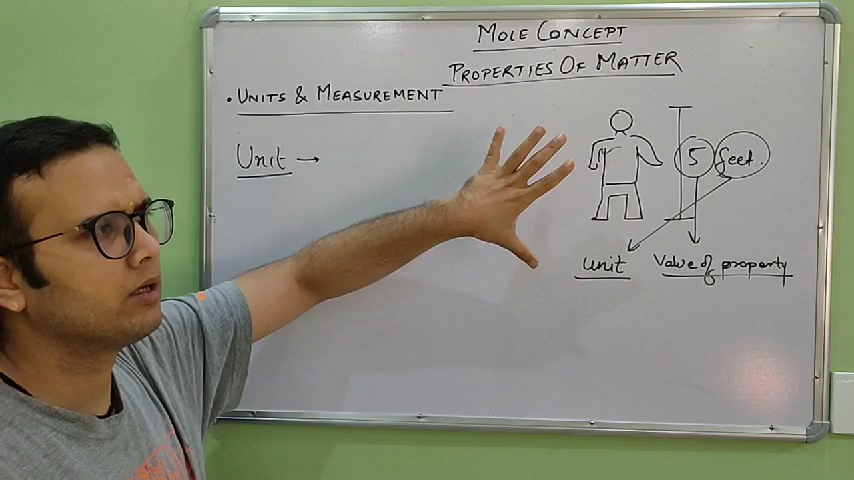 MOLE CONCEPT
PROPERTIES OF MATTER
• UNITS & MEASUREMENT
Unit →
5 feet.
unit
Value of property